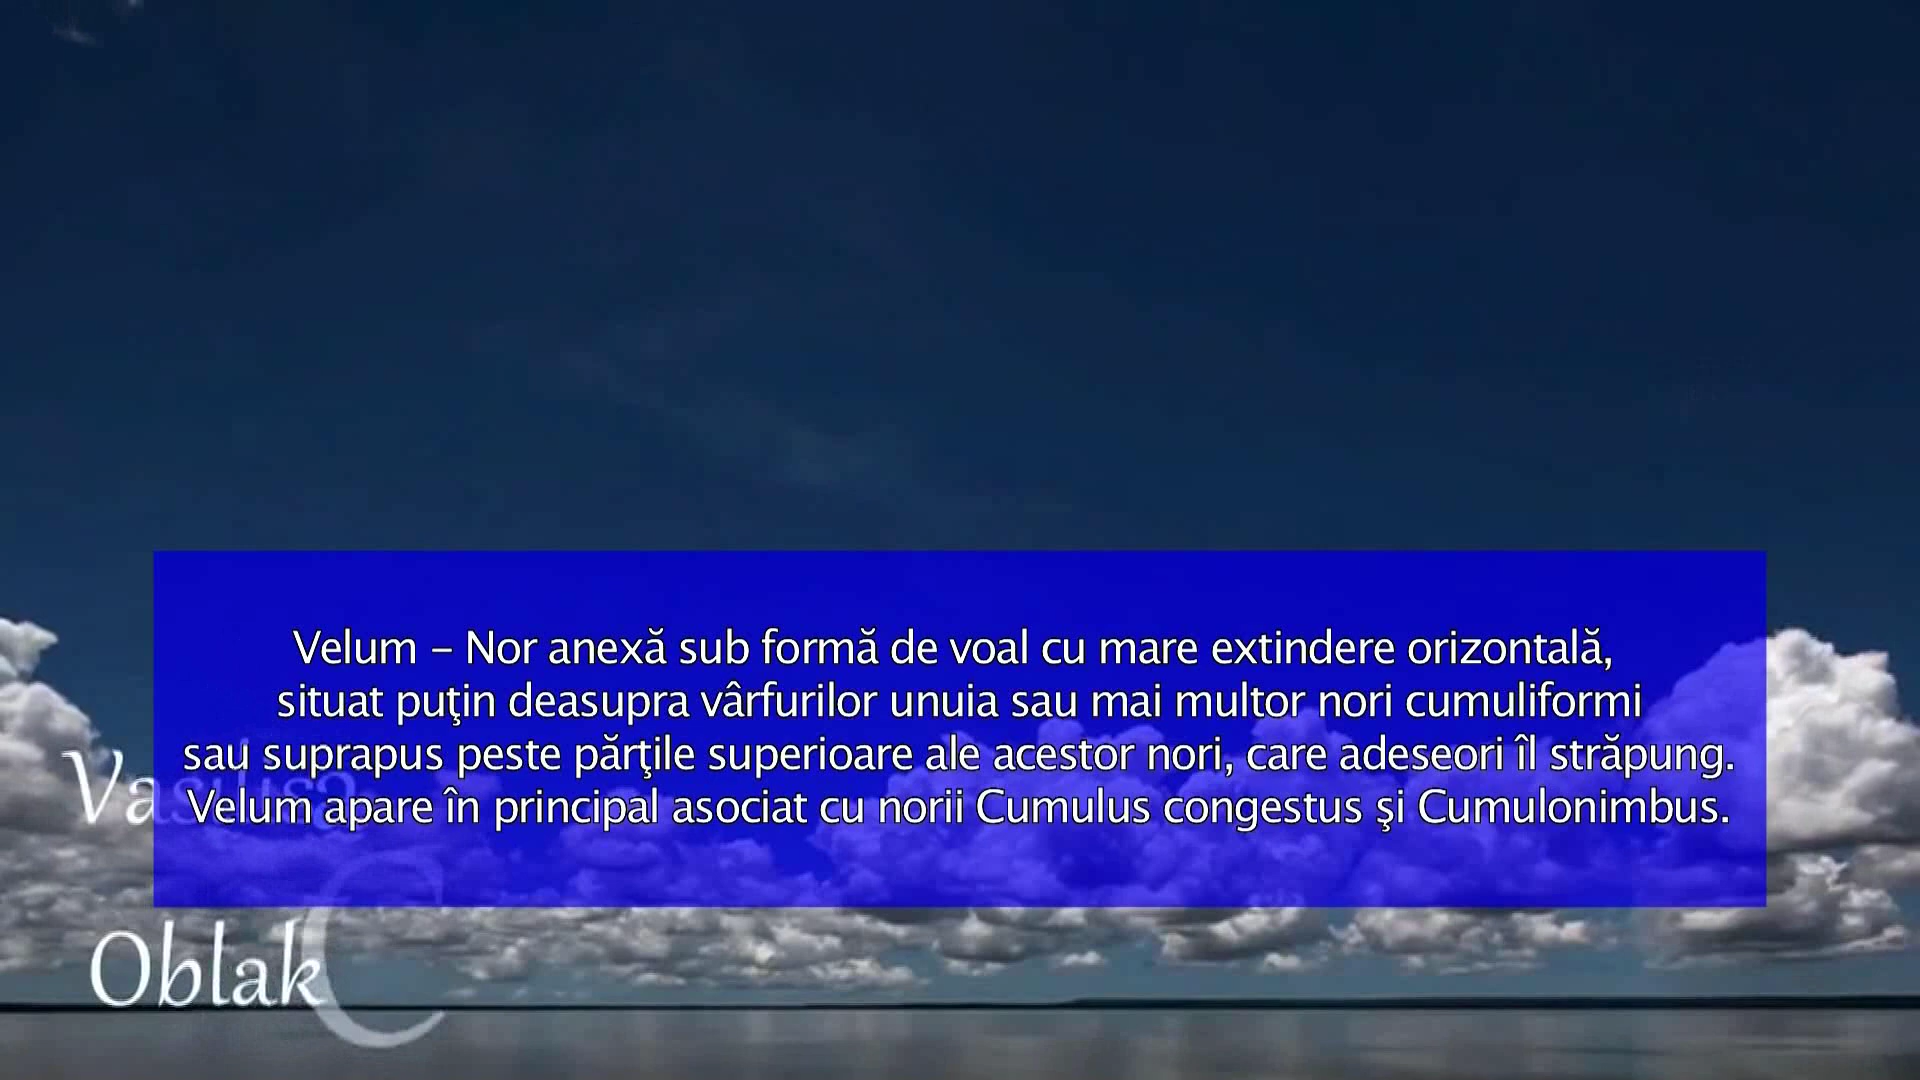 Velum – Nor anexă sub formă de voal cu mare extindere orizontală,
situat puţin deasupra vârfurilor unuia sau mai multor nori cumuliformi
sau suprapus peste părţile superioare ale acestor nori, care adeseori îl străpung.
Velum apare în principal asociat cu norii Cumulus congestus şi Cumulonimbus.
Oblak
C